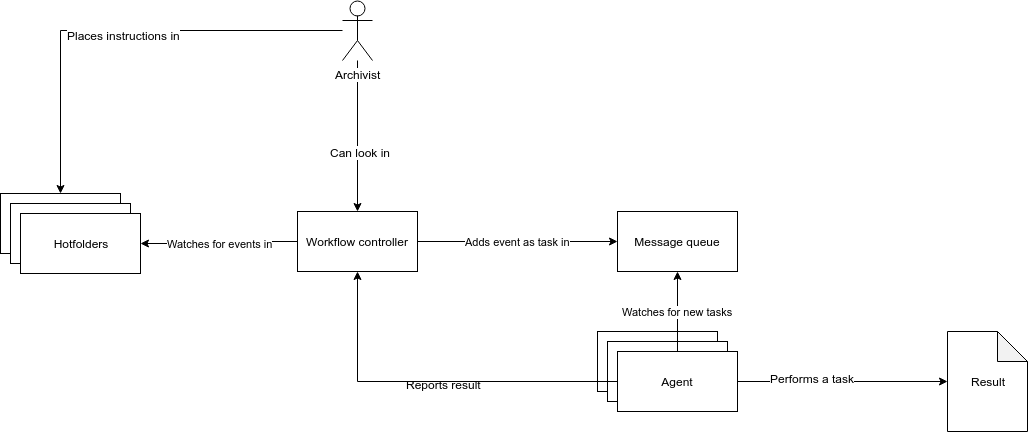 Places instructions in
Archivist
Can look in
Hotfolders
Watches for events in
Workflow controller
Adds event as task in
Message queue
Watches for new tasks
Reports result
Agent
Performs a task
Result